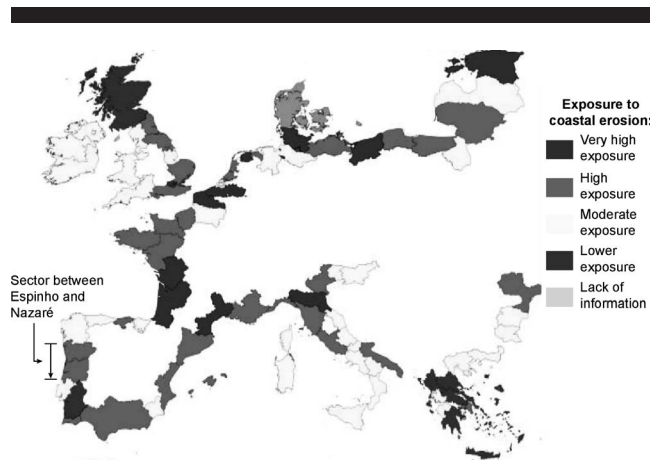 Exposure to
coastal erosion:
Very high
exposure
High
exposure
Moderate
exposure
Lower
exposure
Lack of
information
Sector between
Espinho and
Nazaré